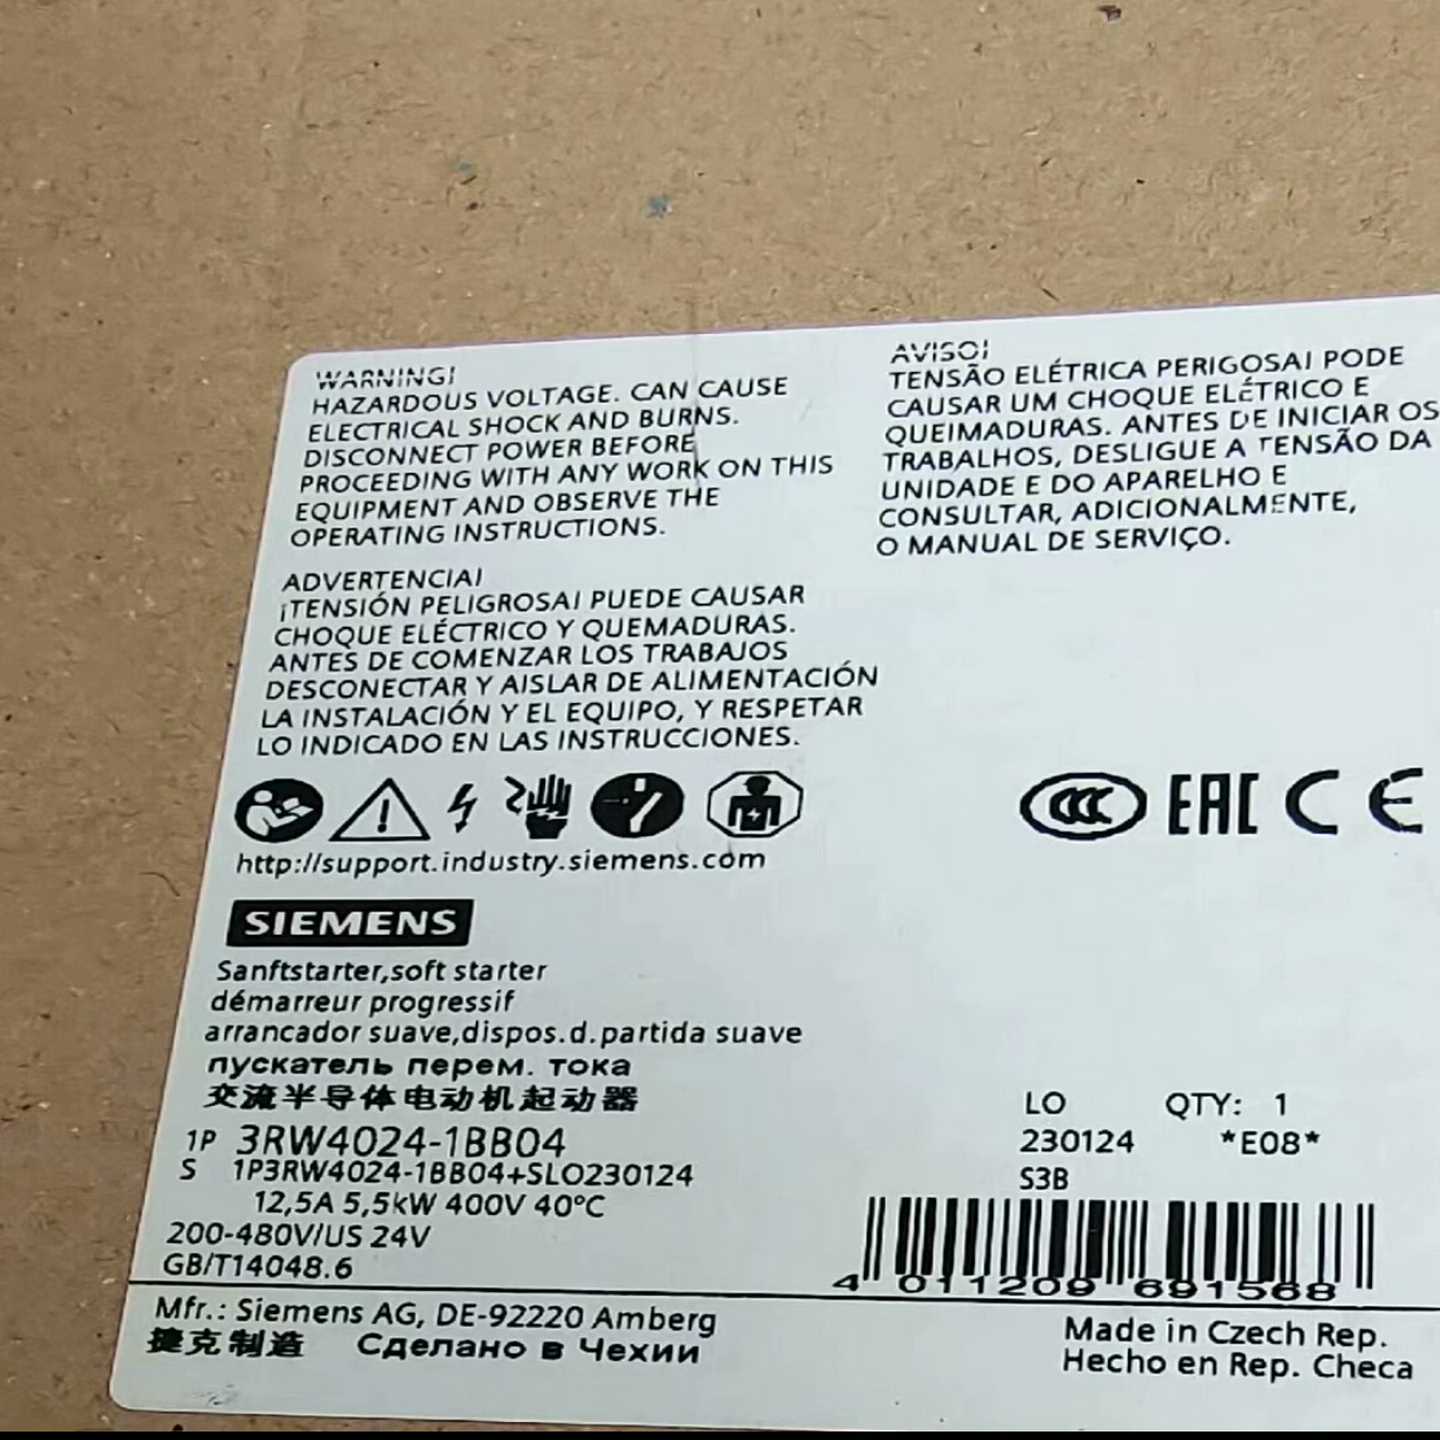 WARNING!
HAZARDOUS VOLTAGE. CAN CAUSE
ELECTRICAL SHOCK AND BURNS.
DISCONNECT POWER BEFORE
PROCEEDING WITH ANY WORK ON THIS
EQUIPMENT AND OBSERVE THE
OPERATING INSTRUCTIONS.
ADVERTENCIA!
¡TENSIÓN PELIGROSA! PUEDE CAUSAR
CHOQUE ELÉCTRICO Y QUEMADURAS.
ANTES DE COMENZAR LOS TRABAJOS
DESCONECTAR Y AISLAR DE ALIMENTACIÓN
LA INSTALACIÓN Y EL EQUIPO, Y RESPETAR
LO INDICADO EN LAS INSTRUCCIONES.
AVISO!
TENSÃO ELÉTRICA PERIGOSA! PODE
CAUSAR UM CHOQUE ELÉTRICO E
QUEIMADURAS. ANTES DE INICIAR OS
TRABALHOS, DESLIGUE A TENSÃO DA
UNIDADE E DO APARELHO E
CONSULTAR, ADICIONALMENTE,
O MANUAL DE SERVIÇO.
CCC EAC CE
http://support.industry.siemens.com
SIEMENS
Sanftstarter,soft starter
démarreur progressif
arrancador suave,dispos.d.partida suave
пускатель перем. тока
交流半导体电动机起动器
1P 3RW4024-1BB04
S 1P3RW4024-1BB04+SLO230124
12,5A 5,5kW 400V 40°C
200-480V/US 24V
GB/T14048.6
LO QTY: 1
230124 *E08*
S3B
4 011209 691568
Mfr.: Siemens AG, DE-92220 Amberg
捷克制造 Сделано в Чехии
Made in Czech Rep.
Hecho en Rep. Checa